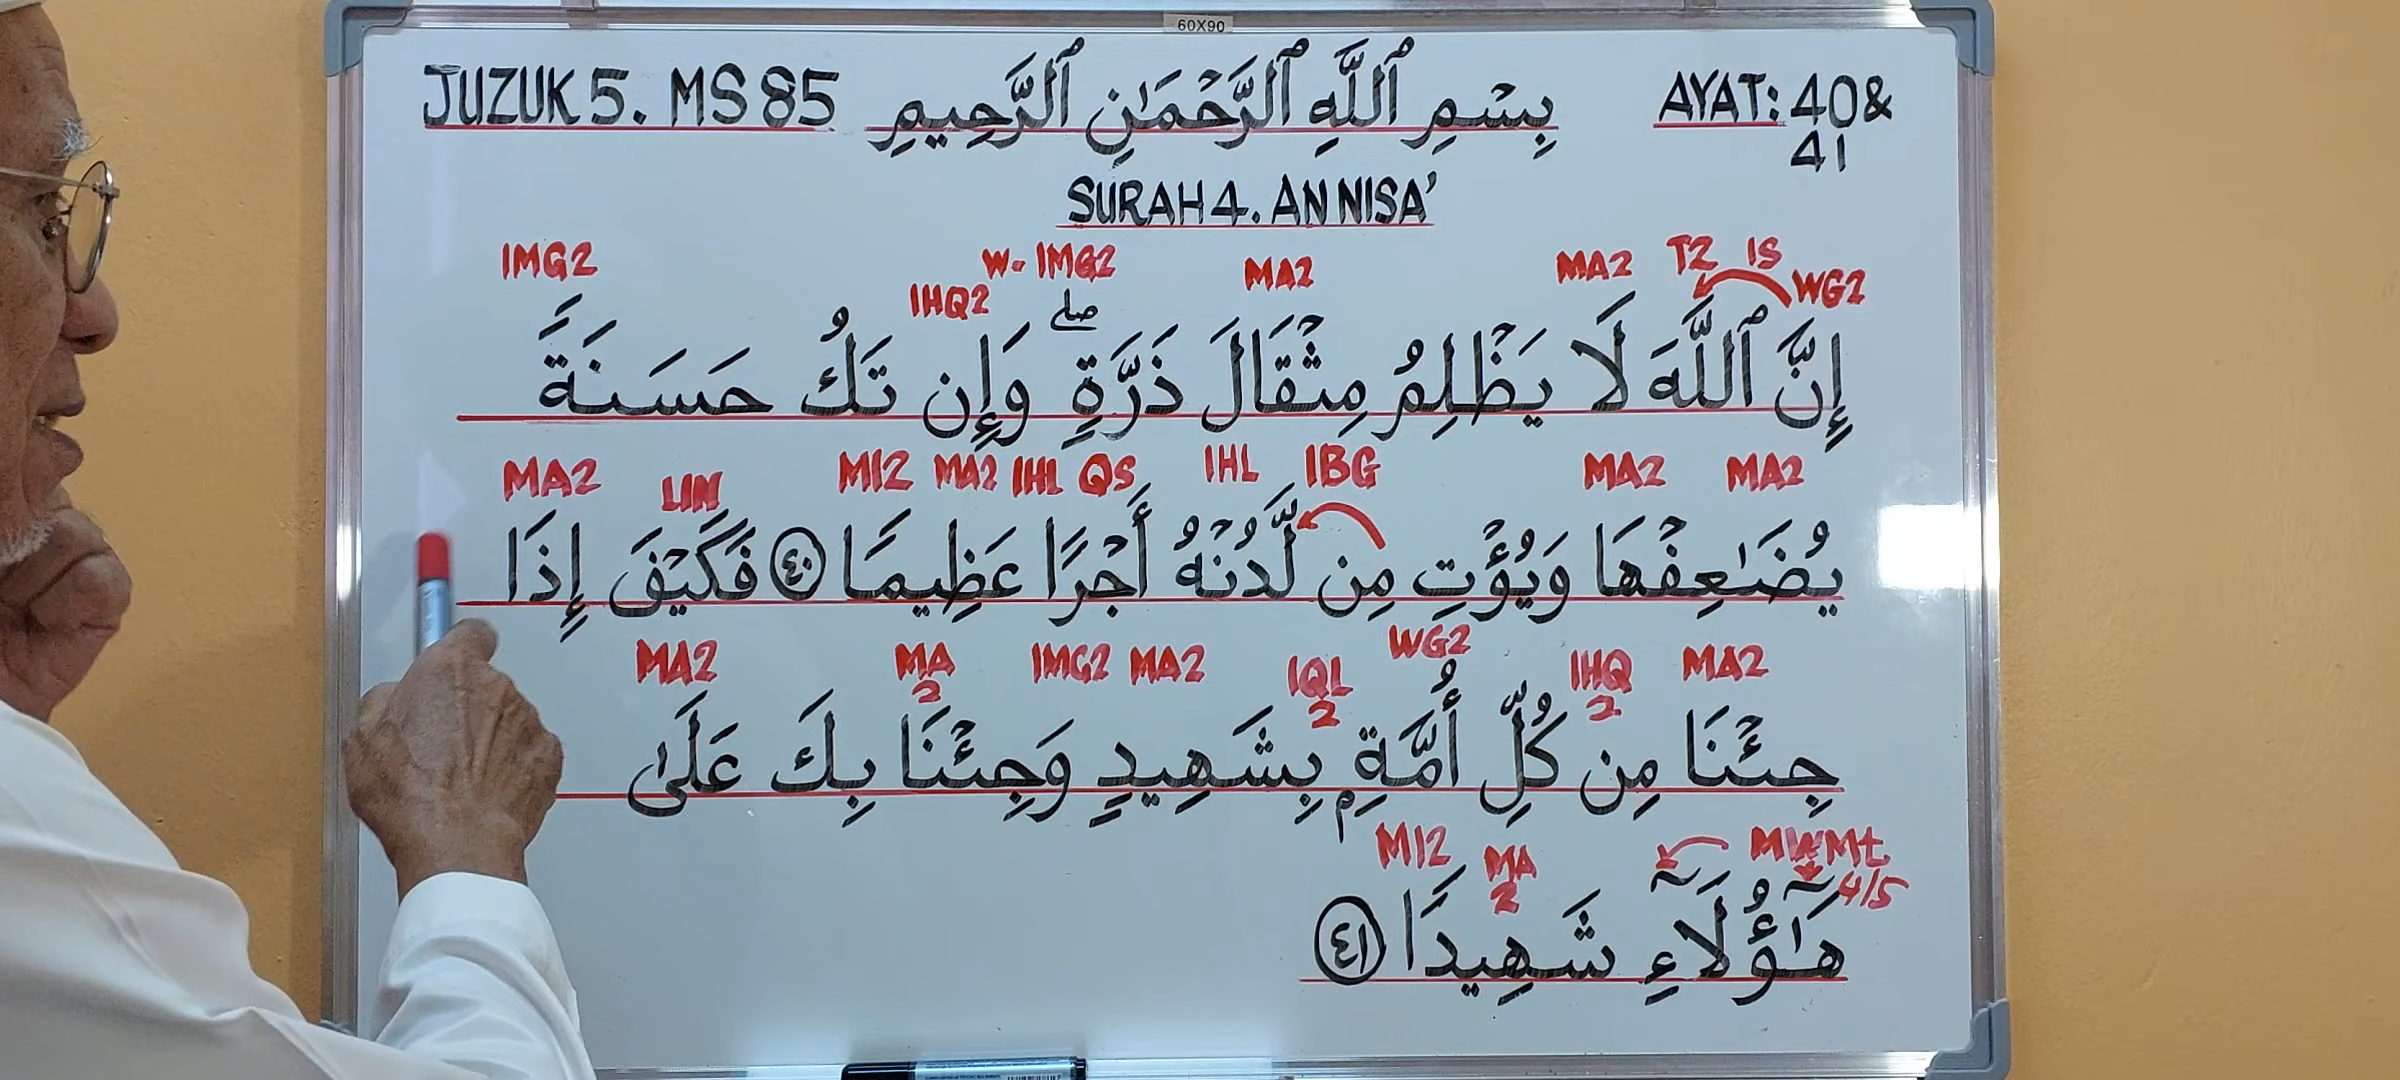 60X90
JUZUK 5. MS 85 بِسْمِ ٱللَّهِ ٱلرَّحْمَٰنِ ٱلرَّحِيمِ AYAT: 40 &
41
SURAH 4. AN NISA'
IMG2 IHQ2 W- IMG2 MA2 MA2 T2 IS WG2
إِنَّ ٱللَّهَ لَا يَظْلِمُ مِثْقَالَ ذَرَّةٍ ۖ وَإِن تَكُ حَسَنَةً
MA2 LIN MI2 MA2 IHL QS IHL IBG MA2 MA2
يُضَٰعِفْهَا وَيُؤْتِ مِن لَّدُنْهُ أَجْرًا عَظِيمًا ٤٠ فَكَيْفَ إِذَا
MA2 MA2 IMG2 MA2 IQL2 WG2 IHQ2 MA2
جِئْنَا مِن كُلِّ أُمَّةِۭ بِشَهِيدٍ وَجِئْنَا بِكَ عَلَىٰ
MI2 MA2 MWMt 4/5
هَٰٓؤُلَآءِ شَهِيدًا ٤١